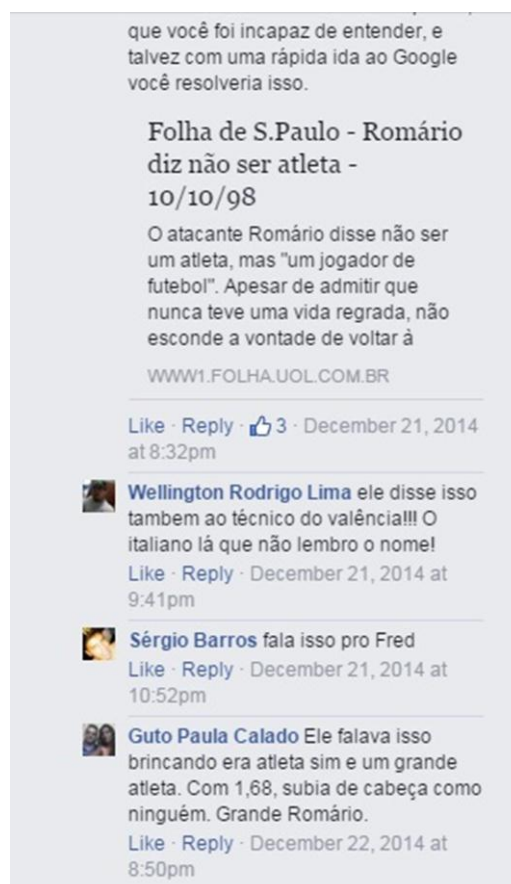 que você foi incapaz de entender, e
talvez com uma rápida ida ao Google
você resolveria isso.
Folha de S.Paulo - Romário
diz não ser atleta -
10/10/98
O atacante Romário disse não ser
um atleta, mas "um jogador de
futebol". Apesar de admitir que
nunca teve uma vida regrada, não
esconde a vontade de voltar à
WWW1.FOLHA.UOL.COM.BR
Like · Reply · 3 · December 21, 2014
at 8:32pm
Wellington Rodrigo Lima ele disse isso
tambem ao técnico do valência!!! O
italiano lá que não lembro o nome!
Like · Reply · December 21, 2014 at
9:41pm
Sérgio Barros fala isso pro Fred
Like · Reply · December 21, 2014 at
10:52pm
Guto Paula Calado Ele falava isso
brincando era atleta sim e um grande
atleta. Com 1,68, subia de cabeça como
ninguém. Grande Romário.
Like · Reply · December 22, 2014 at
8:50pm